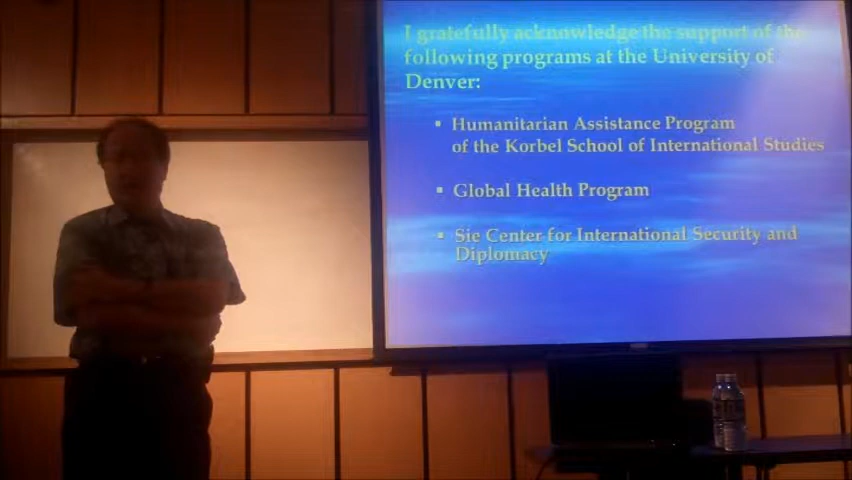 I gratefully acknowledge the support of the
following programs at the University of
Denver:
▪ Humanitarian Assistance Program
of the Korbel School of International Studies
▪ Global Health Program
▪ Sie Center for International Security and
Diplomacy